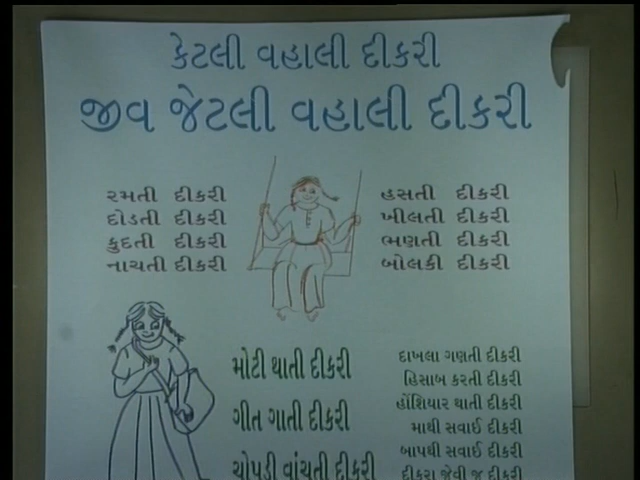 કેટલી વહાલી દીકરી
જીવ જેટલી વહાલી દીકરી
રમતી દીકરી
દોડતી દીકરી
કુદતી દીકરી
નાચતી દીકરી
હસતી દીકરી
ખીલતી દીકરી
ભણતી દીકરી
બોલકી દીકરી
મોટી થાતી દીકરી
ગીત ગાતી દીકરી
ચોપડી વાંચતી દીકરી
દાખલા ગણતી દીકરી
હિસાબ કરતી દીકરી
હોંશિયાર થાતી દીકરી
માથી સવાઈ દીકરી
બાપથી સવાઈ દીકરી
દીકરા જેવી જ દીકરી